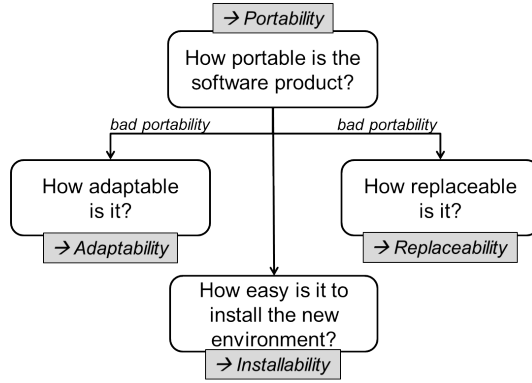 → Portability
How portable is the
software product?
bad portability
bad portability
How adaptable
is it?
→ Adaptability
How replaceable
is it?
→ Replaceability
How easy is it to
install the new
environment?
→ Installability